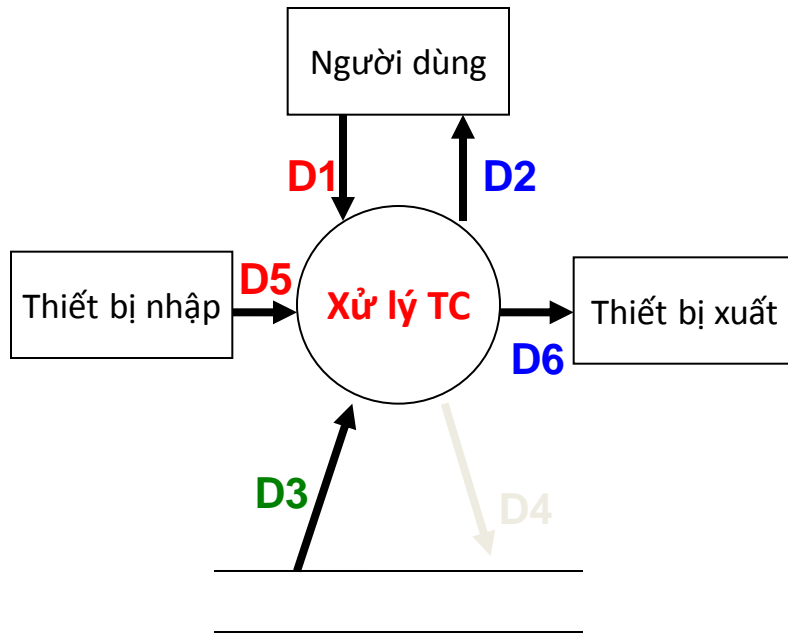 Người dùng
D1
D2
Thiết bị nhập
D5
Xử lý TC
Thiết bị xuất
D6
D3
D4